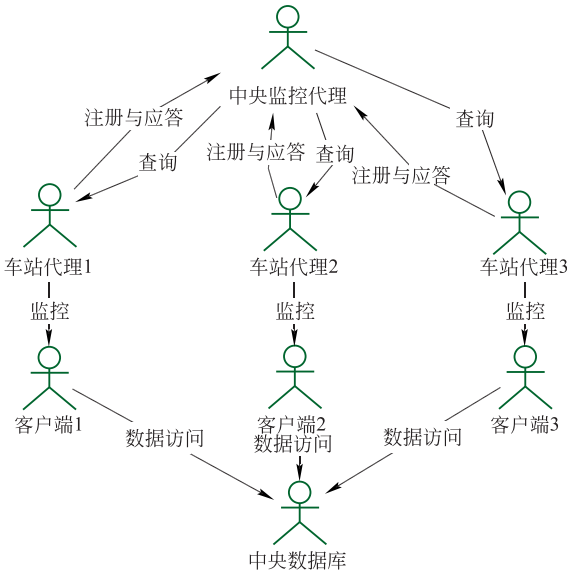 中央监控代理
注册与应答
查询
查询
注册与应答
查询
注册与应答
车站代理1
车站代理2
车站代理3
监控
监控
监控
客户端1
客户端2
客户端3
数据访问
数据访问
数据访问
中央数据库